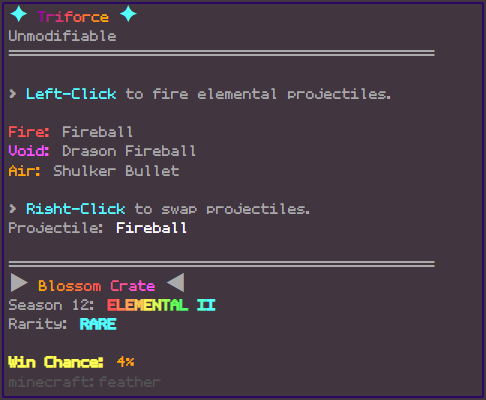 ✦ Triforce ✦
Unmodifiable
> Left-Click to fire elemental projectiles.
Fire: Fireball
Void: Dragon Fireball
Air: Shulker Bullet
> Right-Click to swap projectiles.
Projectile: Fireball
▶ Blossom Crate ◀
Season 12: ELEMENTAL II
Rarity: RARE
Win Chance: 4%
minecraft:feather